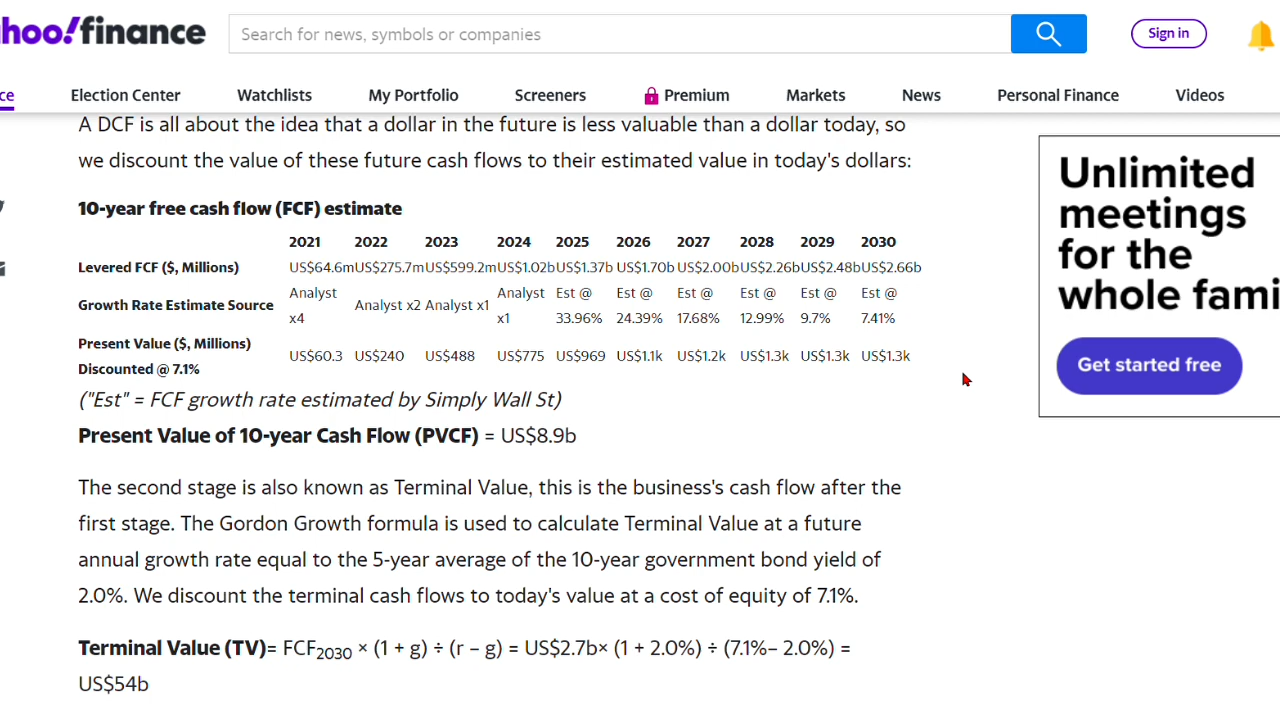 hoo!finance
Search for news, symbols or companies
Sign in
ce Election Center Watchlists My Portfolio Screeners Premium Markets News Personal Finance Videos
A DCF is all about the idea that a dollar in the future is less valuable than a dollar today, so
we discount the value of these future cash flows to their estimated value in today's dollars:
10-year free cash flow (FCF) estimate
2021 2022 2023 2024 2025 2026 2027 2028 2029 2030
Levered FCF ($, Millions) US$64.6m US$275.7m US$599.2m US$1.02b US$1.37b US$1.70b US$2.00b US$2.26b US$2.48b US$2.66b
Growth Rate Estimate Source Analyst x4 Analyst x2 Analyst x1 Analyst x1 Est @ 33.96% Est @ 24.39% Est @ 17.68% Est @ 12.99% Est @ 9.7% Est @ 7.41%
Present Value ($, Millions) Discounted @ 7.1% US$60.3 US$240 US$488 US$775 US$969 US$1.1k US$1.2k US$1.3k US$1.3k US$1.3k
("Est" = FCF growth rate estimated by Simply Wall St)
Present Value of 10-year Cash Flow (PVCF) = US$8.9b
The second stage is also known as Terminal Value, this is the business's cash flow after the
first stage. The Gordon Growth formula is used to calculate Terminal Value at a future
annual growth rate equal to the 5-year average of the 10-year government bond yield of
2.0%. We discount the terminal cash flows to today's value at a cost of equity of 7.1%.
Terminal Value (TV)= FCF2030 × (1 + g) ÷ (r – g) = US$2.7b× (1 + 2.0%) ÷ (7.1%– 2.0%) =
US$54b
Unlimited
meetings
for the
whole fami
Get started free